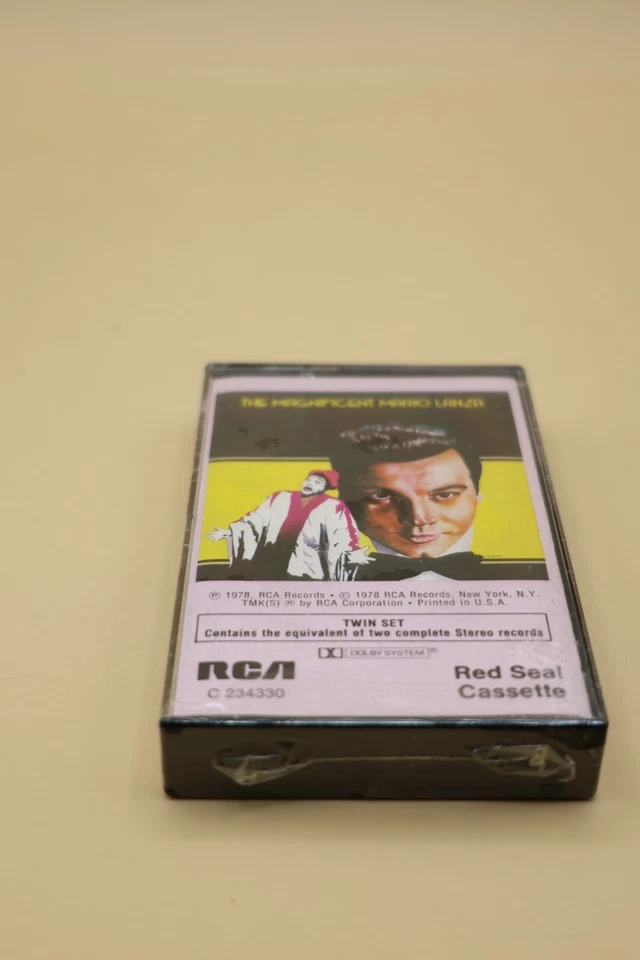 THE MAGNIFICENT MARIO LANZA
℗ 1978, RCA Records • © 1978 RCA Records, New York, N.Y.
TMK(S) ® by RCA Corporation • Printed in U.S.A.
TWIN SET
Contains the equivalent of two complete Stereo records
DOLBY SYSTEM ®
RCA
Red Seal
C 234330
Cassette